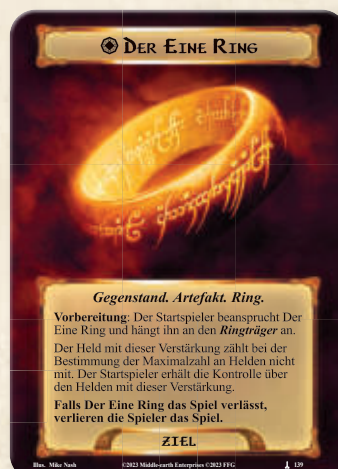 Der Eine Ring
Gegenstand. Artefakt. Ring.
Vorbereitung: Der Startspieler beansprucht Der
Eine Ring und hängt ihn an den Ringträger an.
Der Held mit dieser Verstärkung zählt bei der
Bestimmung der Maximalzahl an Helden nicht
mit. Der Startspieler erhält die Kontrolle über
den Helden mit dieser Verstärkung.
Falls Der Eine Ring das Spiel verlässt,
verlieren die Spieler das Spiel.
ZIEL
Illus. Mike Nash ©2023 Middle-earth Enterprises ©2023 FFG 139